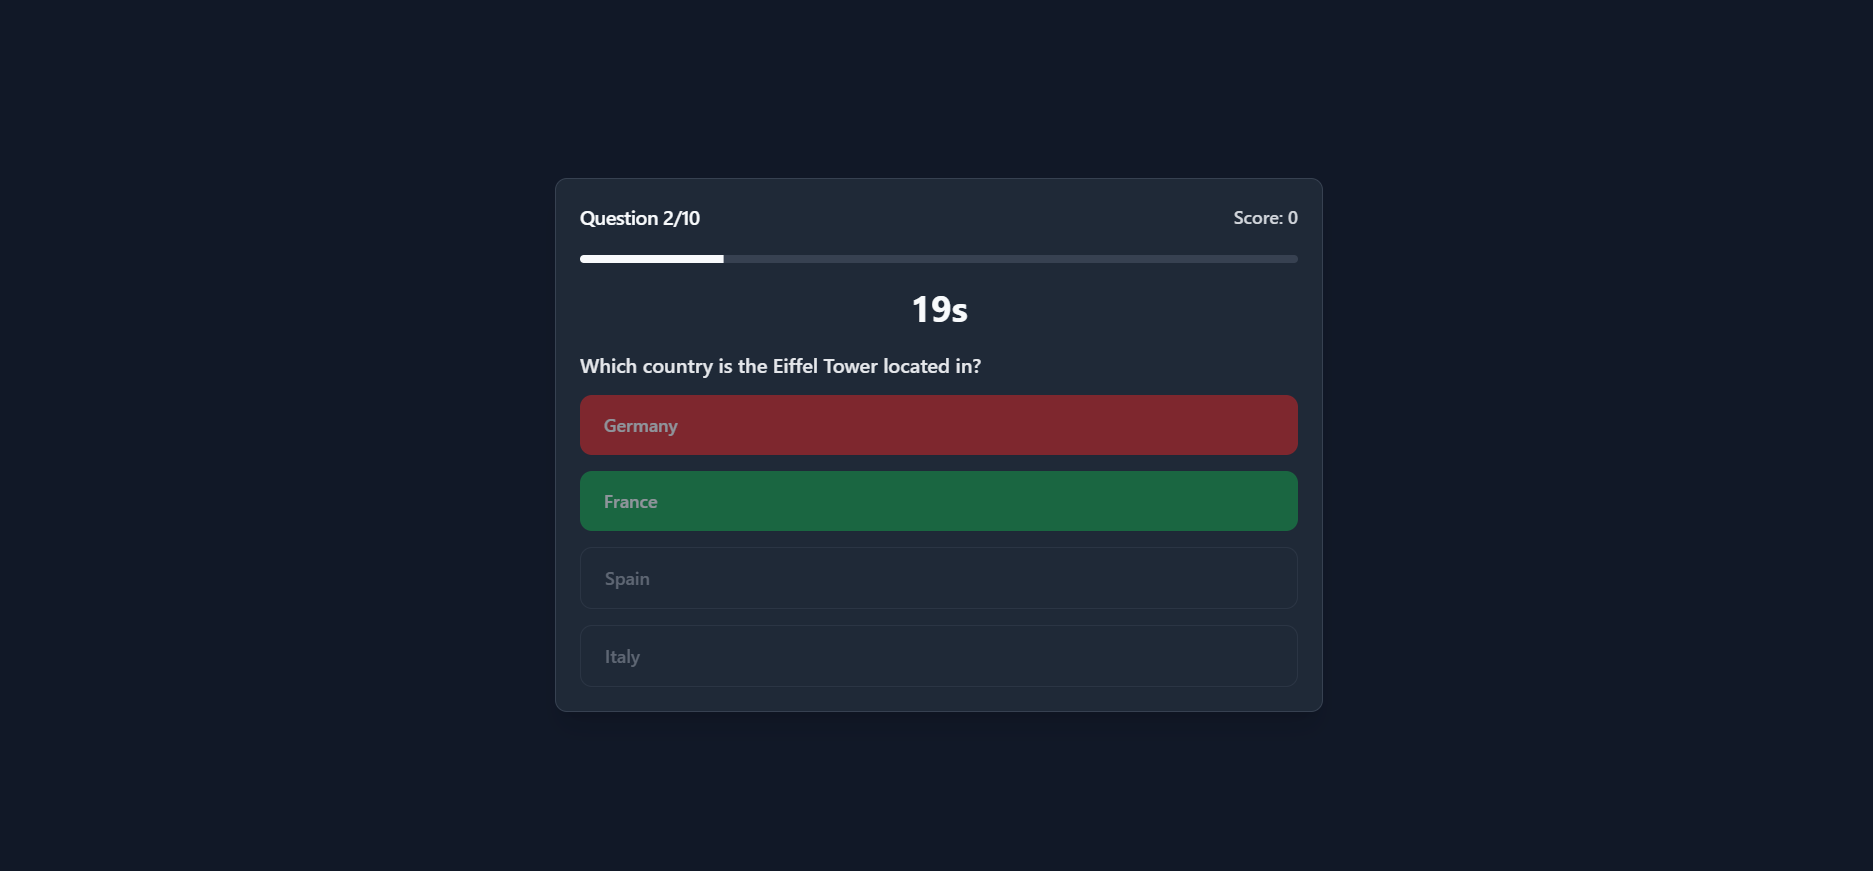 Question 2/10
Score: 0
19s
Which country is the Eiffel Tower located in?
Germany
France
Spain
Italy